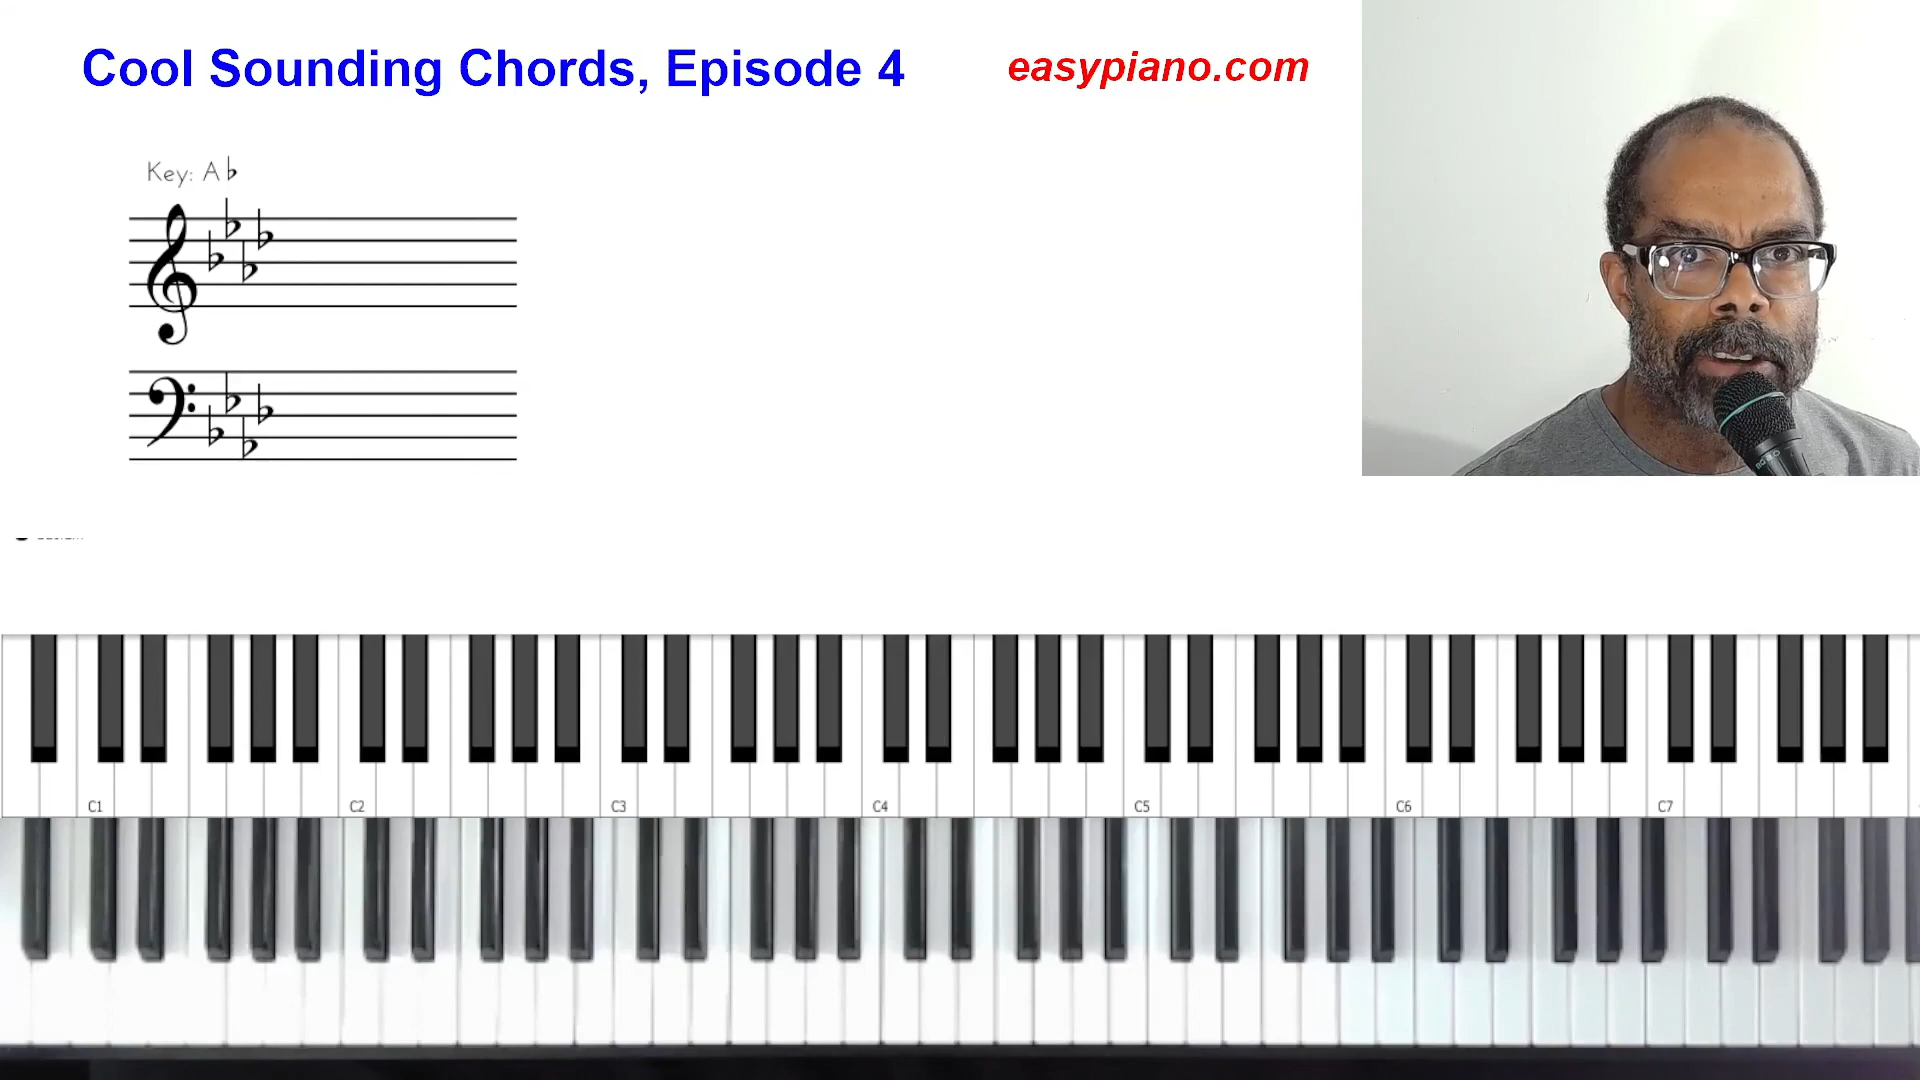 Cool Sounding Chords, Episode 4
easypiano.com
Key: A♭
C1
C2
C3
C4
C5
C6
C7